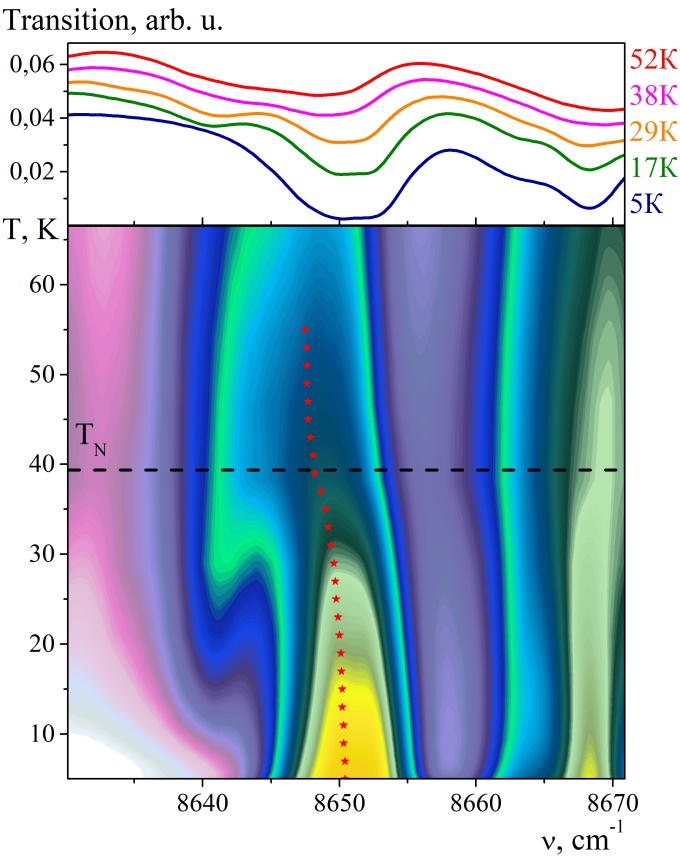 Transition, arb. u.
0,06
0,04
0,02
52K
38K
29K
17K
5K
T, K
60
50
40
30
20
10
T_N
8640 8650 8660 8670
ν, cm⁻¹